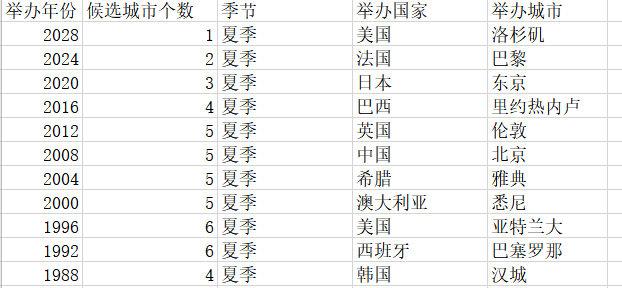 举办年份 候选城市个数 季节 举办国家 举办城市
2028 1 夏季 美国 洛杉矶
2024 2 夏季 法国 巴黎
2020 3 夏季 日本 东京
2016 4 夏季 巴西 里约热内卢
2012 5 夏季 英国 伦敦
2008 5 夏季 中国 北京
2004 5 夏季 希腊 雅典
2000 5 夏季 澳大利亚 悉尼
1996 6 夏季 美国 亚特兰大
1992 6 夏季 西班牙 巴塞罗那
1988 4 夏季 韩国 汉城